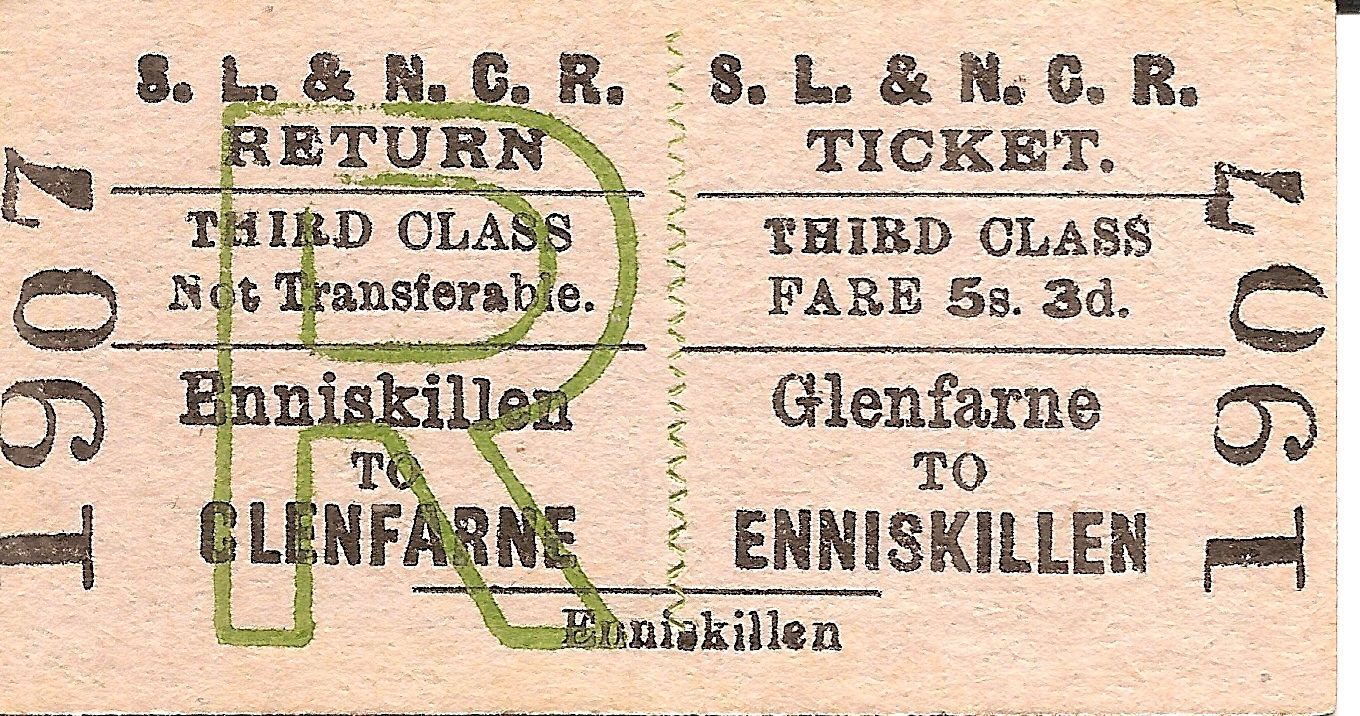 S. L. & N. C. R.
RETURN
THIRD CLASS
Not Transferable.
Enniskillen
TO
GLENFARNE
S. L. & N. C. R.
TICKET.
THIRD CLASS
FARE 5s. 3d.
Glenfarne
TO
ENNISKILLEN
Enniskillen
R
1907
1907